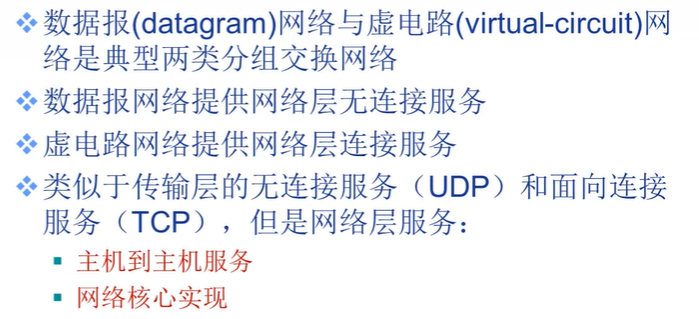 数据报(datagram)网络与虚电路(virtual-circuit)网
络是典型两类分组交换网络
数据报网络提供网络层无连接服务
虚电路网络提供网络层连接服务
类似于传输层的无连接服务（UDP）和面向连接
服务（TCP），但是网络层服务：
主机到主机服务
网络核心实现